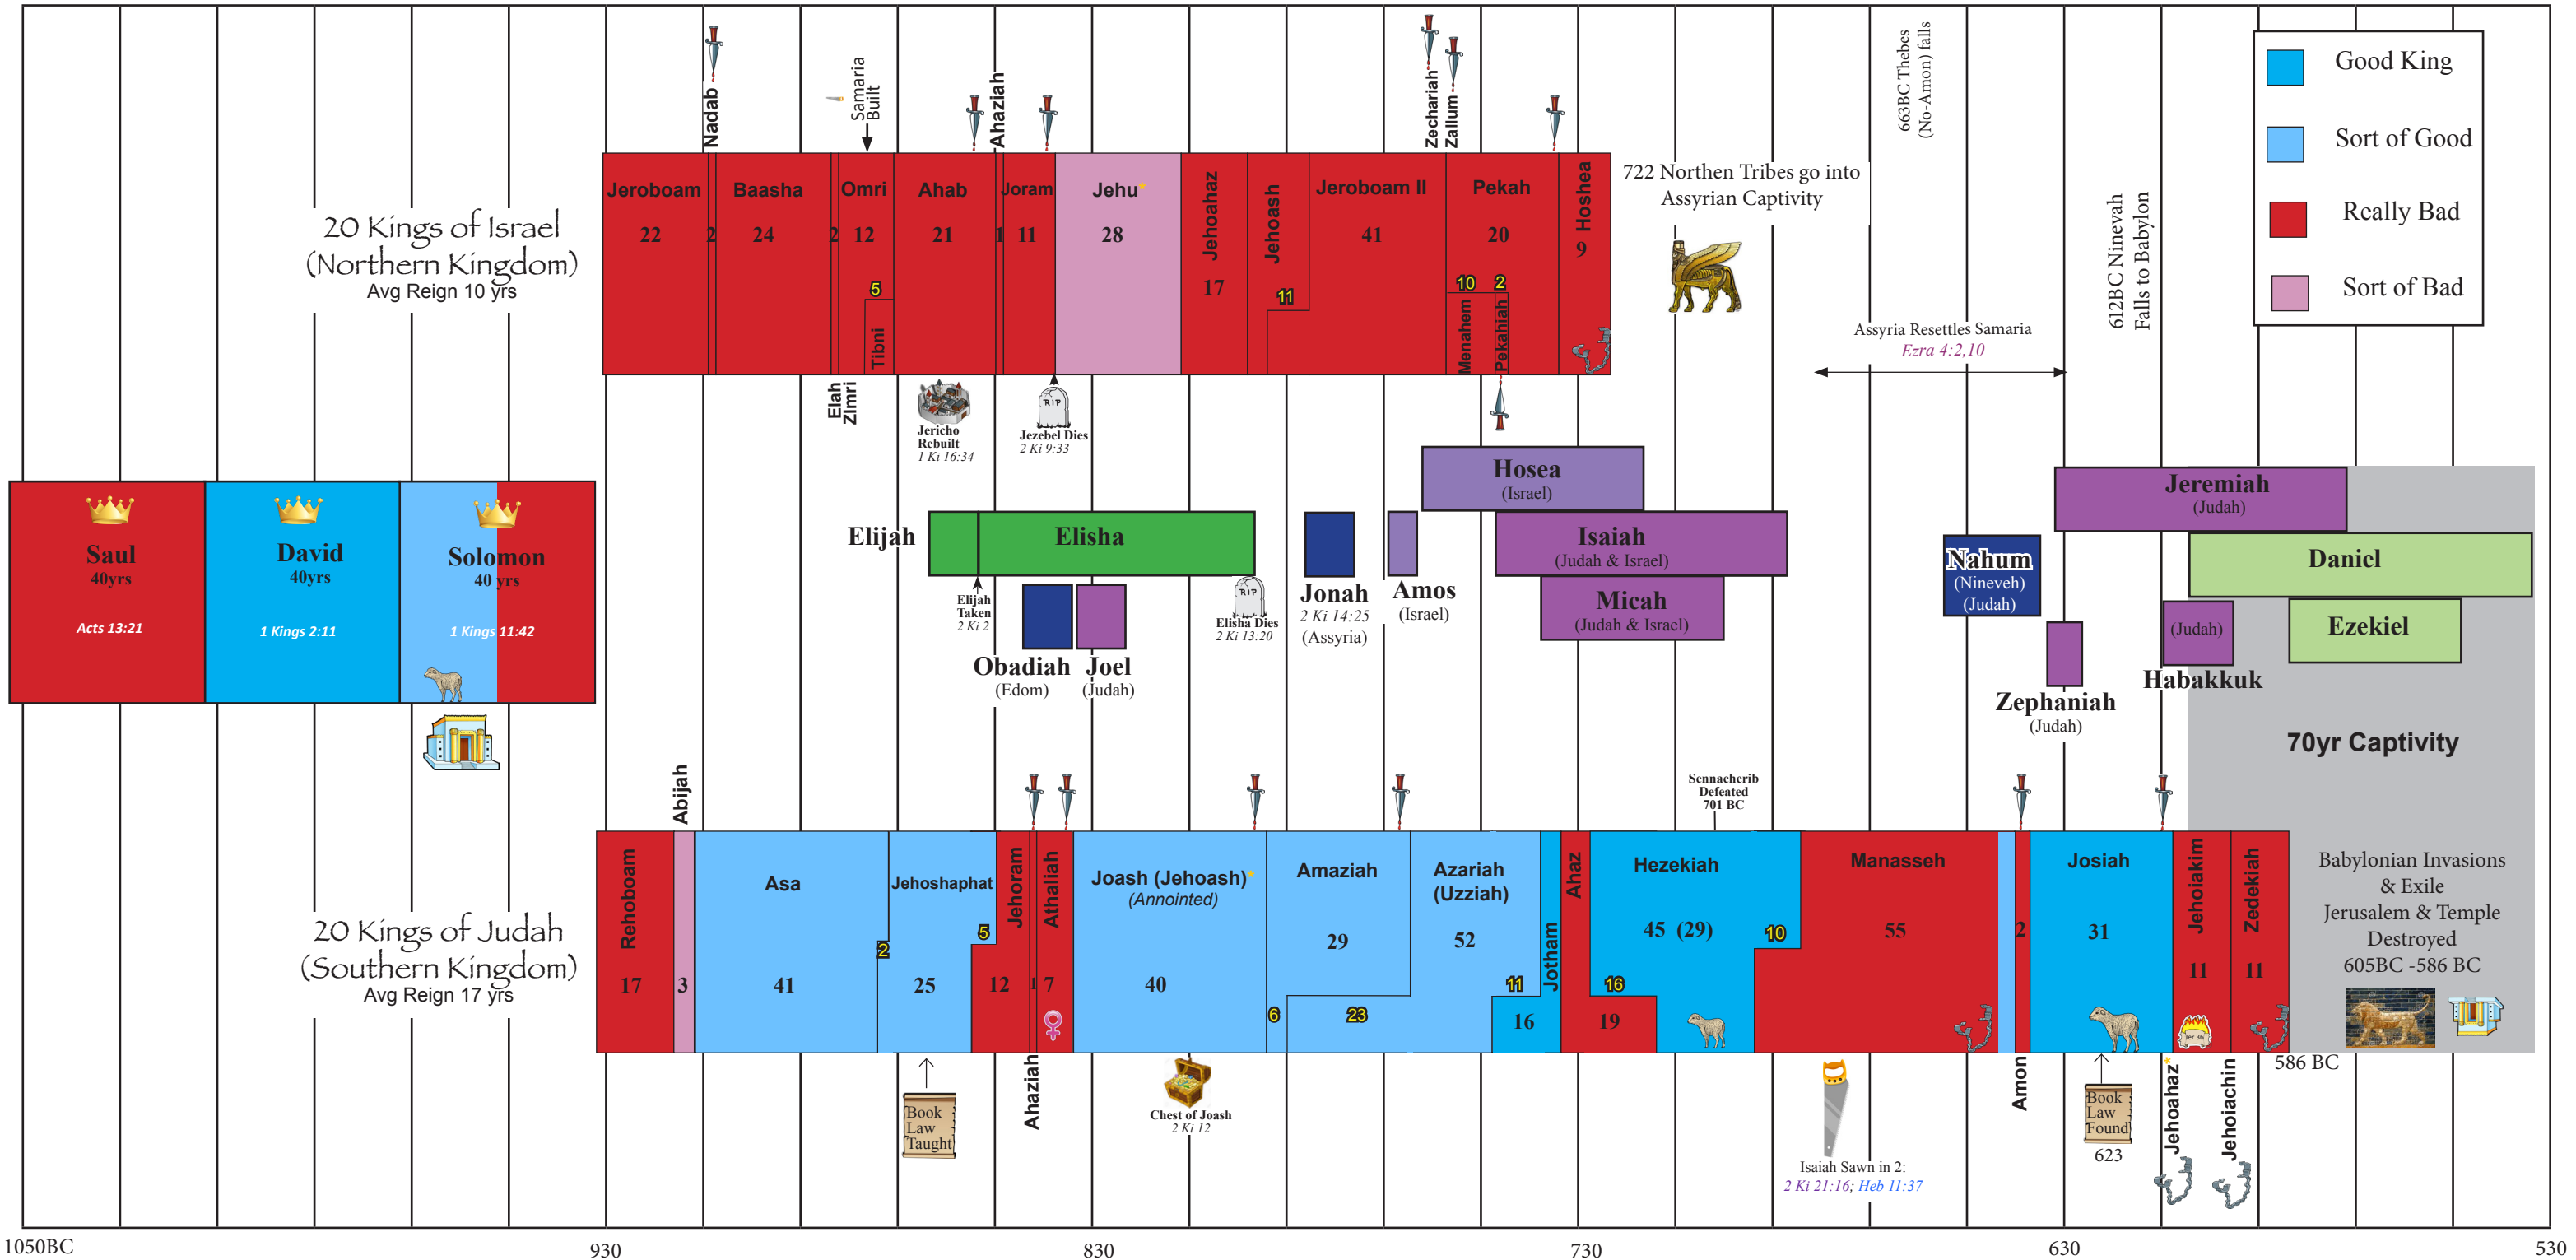 Nadab
Samaria
Built
Ahaziah
Zechariah
Zallum
663BC Thebes
(No-Amon) falls
Good King
Sort of Good
Really Bad
Sort of Bad
20 Kings of Israel
(Northern Kingdom)
Avg Reign 10 yrs
Jeroboam
22
2
Baasha
24
2
Omri
12
5
Tibni
Ahab
21
1
Joram
11
Jehu*
28
Jehoahaz
17
Jehoash
11
Jeroboam II
41
Pekah
20
10
2
Menahem
Pekahiah
Hoshea
9
722 Northen Tribes go into
Assyrian Captivity
612BC Ninevah
Falls to Babylon
Assyria Resettles Samaria
Ezra 4:2,10
Elah
ZImri
Jericho
Rebuilt
1 Ki 16:34
RIP
Jezebel Dies
2 Ki 9:33
Saul
40yrs
Acts 13:21
David
40yrs
1 Kings 2:11
Solomon
40 yrs
1 Kings 11:42
Elijah
Elisha
Elijah
Taken
2 Ki 2
Obadiah
(Edom)
Joel
(Judah)
RIP
Elisha Dies
2 Ki 13:20
Jonah
2 Ki 14:25
(Assyria)
Amos
(Israel)
Hosea
(Israel)
Isaiah
(Judah & Israel)
Micah
(Judah & Israel)
Nahum
(Nineveh)
(Judah)
Zephaniah
(Judah)
Jeremiah
(Judah)
Daniel
(Judah)
Habakkuk
Ezekiel
70yr Captivity
Abijah
Sennacherib
Defeated
701 BC
20 Kings of Judah
(Southern Kingdom)
Avg Reign 17 yrs
Rehoboam
17
3
Asa
41
2
Jehoshaphat
25
5
Jehoram
12
1
Athaliah
7
Joash (Jehoash)*
(Annointed)
40
6
Amaziah
29
23
Azariah
(Uzziah)
52
11
16
Jotham
Ahaz
16
19
Hezekiah
45 (29)
10
Manasseh
55
2
Josiah
31
Jehoiakim
11
Jer 36
Zedekiah
11
Babylonian Invasions
& Exile
Jerusalem & Temple
Destroyed
605BC -586 BC
586 BC
Book
Law
Taught
Ahaziah
Chest of Joash
2 Ki 12
Isaiah Sawn in 2:
2 Ki 21:16; Heb 11:37
Amon
Book
Law
Found
623
Jehoahaz*
Jehoiachin
1050BC
930
830
730
630
530